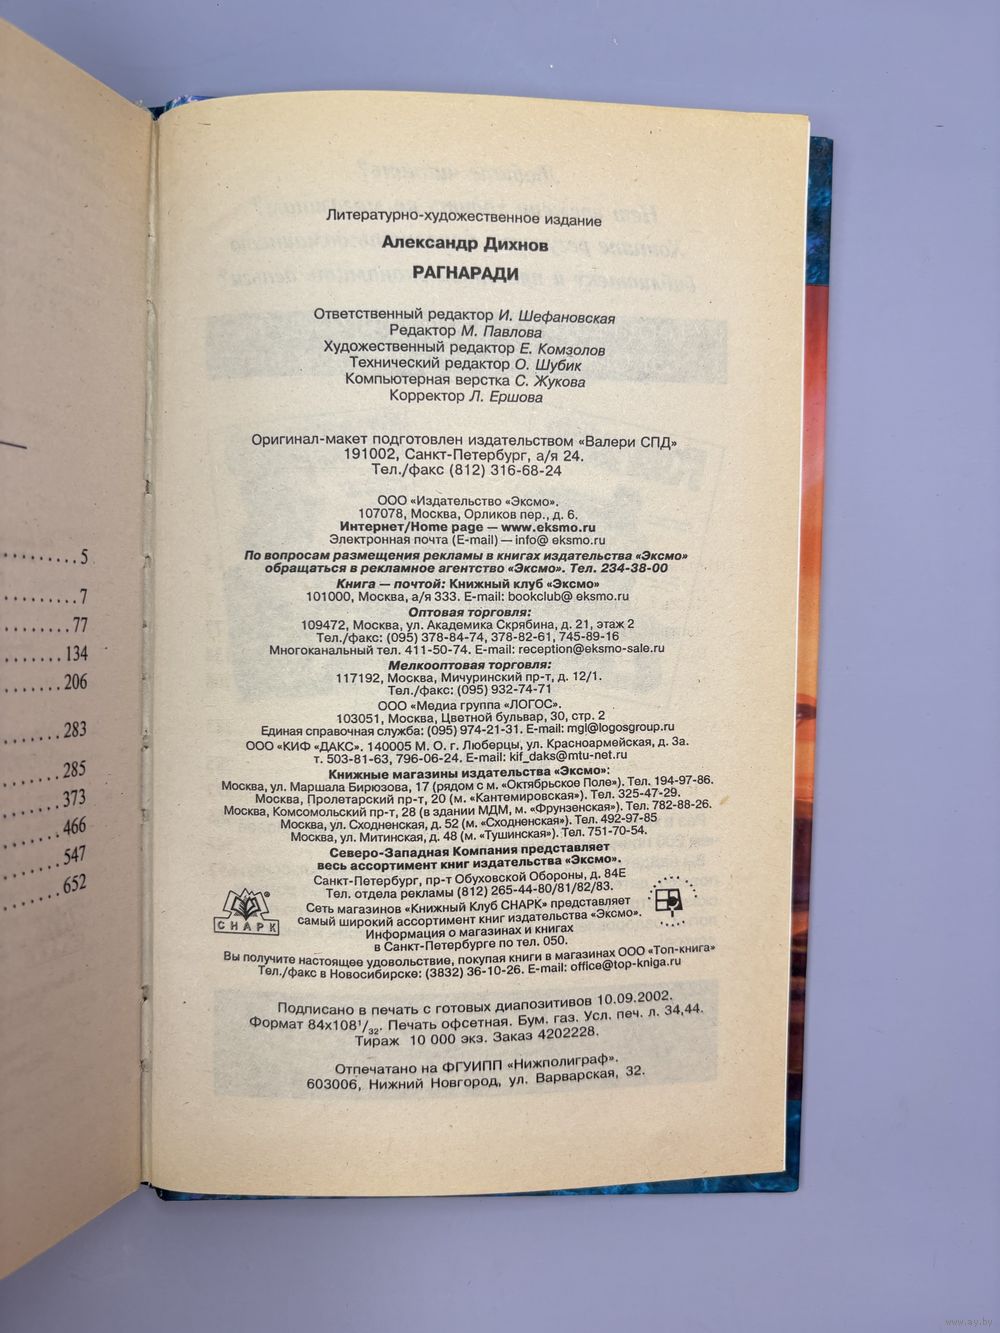 5
7
77
134
206
283
285
373
466
547
652
Литературно-художественное издание
Александр Дихнов
РАГНАРАДИ
Ответственный редактор И. Шефановская
Редактор М. Павлова
Художественный редактор Е. Комзолов
Технический редактор О. Шубик
Компьютерная верстка С. Жукова
Корректор Л. Ершова
Оригинал-макет подготовлен издательством «Валери СПД»
191002, Санкт-Петербург, а/я 24.
Тел./факс (812) 316-68-24
ООО «Издательство «Эксмо».
107078, Москва, Орликов пер., д. 6.
Интернет/Home page — www.eksmo.ru
Электронная почта (E-mail) — info@ eksmo.ru
По вопросам размещения рекламы в книгах издательства «Эксмо»
обращаться в рекламное агентство «Эксмо». Тел. 234-38-00
Книга — почтой: Книжный клуб «Эксмо»
101000, Москва, а/я 333. E-mail: bookclub@ eksmo.ru
Оптовая торговля:
109472, Москва, ул. Академика Скрябина, д. 21, этаж 2
Тел./факс: (095) 378-84-74, 378-82-61, 745-89-16
Многоканальный тел. 411-50-74. E-mail: reception@eksmo-sale.ru
Мелкооптовая торговля:
117192, Москва, Мичуринский пр-т, д. 12/1.
Тел./факс: (095) 932-74-71
ООО «Медиа группа «ЛОГОС».
103051, Москва, Цветной бульвар, 30, стр. 2
Единая справочная служба: (095) 974-21-31. E-mail: mgl@logosgroup.ru
ООО «КИФ «ДАКС». 140005 М. О. г. Люберцы, ул. Красноармейская, д. 3а.
т. 503-81-63, 796-06-24. E-mail: kif_daks@mtu-net.ru
Книжные магазины издательства «Эксмо»:
Москва, ул. Маршала Бирюзова, 17 (рядом с м. «Октябрьское Поле»). Тел. 194-97-86.
Москва, Пролетарский пр-т, 20 (м. «Кантемировская»). Тел. 325-47-29.
Москва, Комсомольский пр-т, 28 (в здании МДМ, м. «Фрунзенская»). Тел. 782-88-26.
Москва, ул. Сходненская, д. 52 (м. «Сходненская»). Тел. 492-97-85
Москва, ул. Митинская, д. 48 (м. «Тушинская»). Тел. 751-70-54.
Северо-Западная Компания представляет
весь ассортимент книг издательства «Эксмо».
Санкт-Петербург, пр-т Обуховской Обороны, д. 84Е
Тел. отдела рекламы (812) 265-44-80/81/82/83.
Сеть магазинов «Книжный Клуб СНАРК» представляет
самый широкий ассортимент книг издательства «Эксмо».
Информация о магазинах и книгах
в Санкт-Петербурге по тел. 050.
СНАРК
Вы получите настоящее удовольствие, покупая книги в магазинах ООО «Топ-книга»
Тел./факс в Новосибирске: (3832) 36-10-26. E-mail: office@top-kniga.ru
Подписано в печать с готовых диапозитивов 10.09.2002.
Формат 84х108 1/32. Печать офсетная. Бум. газ. Усл. печ. л. 34,44.
Тираж 10 000 экз. Заказ 4202228.
Отпечатано на ФГУИПП «Нижполиграф».
603006, Нижний Новгород, ул. Варварская, 32.
www.ay.by